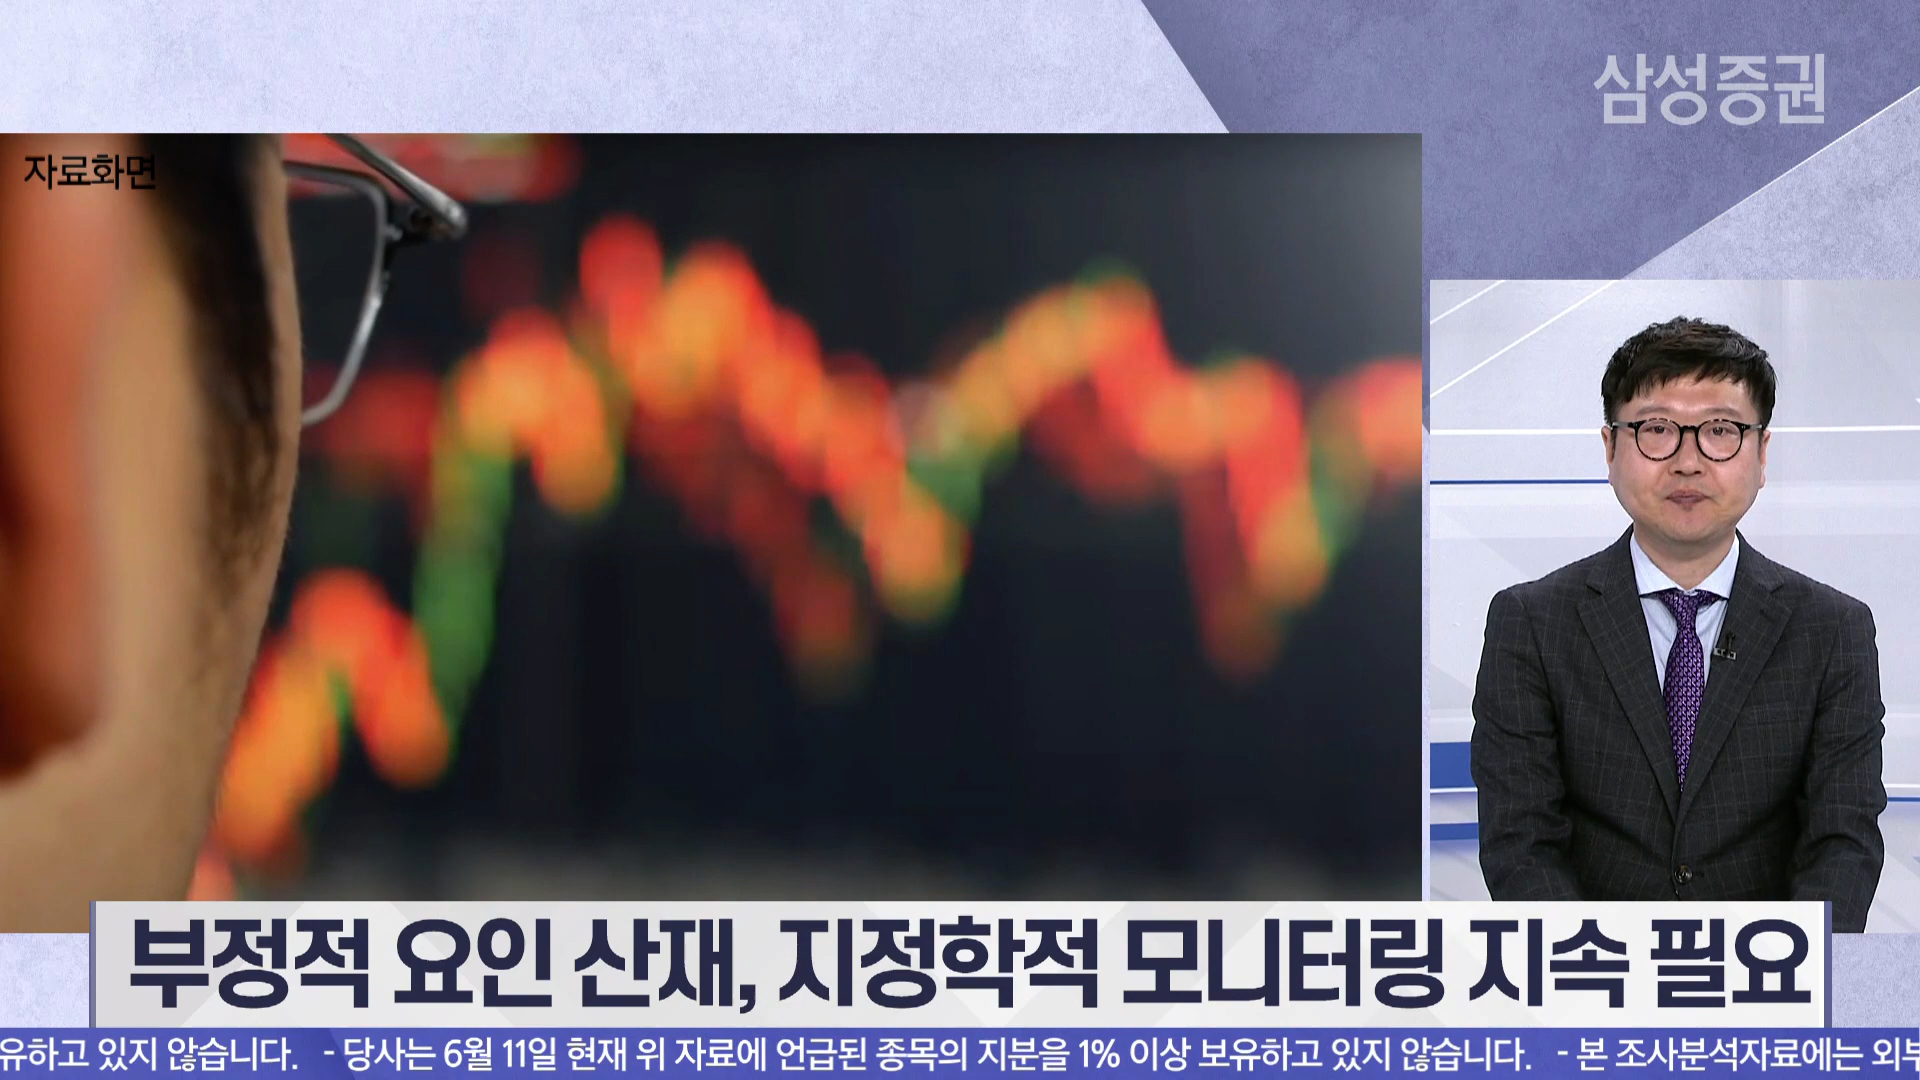 삼성증권
자료화면
부정적 요인 산재, 지정학적 모니터링 지속 필요
유하고 있지 않습니다. - 당사는 6월 11일 현재 위 자료에 언급된 종목의 지분을 1% 이상 보유하고 있지 않습니다. - 본 조사분석자료에는 외부